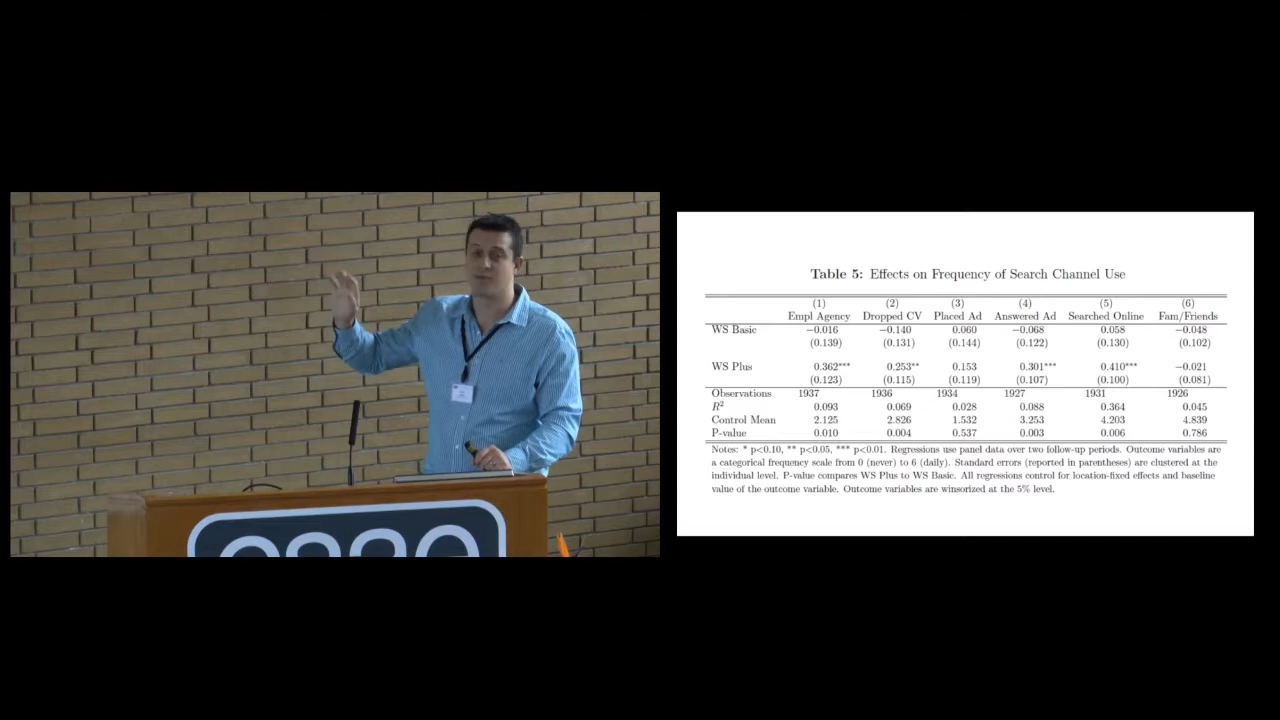 Table 5: Effects on Frequency of Search Channel Use
(1) (2) (3) (4) (5) (6)
Empl Agency Dropped CV Placed Ad Answered Ad Searched Online Fam/Friends
WS Basic −0.016 −0.140 0.060 −0.068 0.058 −0.048
(0.139) (0.131) (0.144) (0.122) (0.130) (0.102)
WS Plus 0.362*** 0.253** 0.153 0.301*** 0.410*** −0.021
(0.123) (0.115) (0.119) (0.107) (0.100) (0.081)
Observations 1937 1936 1934 1927 1931 1926
R² 0.093 0.069 0.028 0.088 0.364 0.045
Control Mean 2.125 2.826 1.532 3.253 4.203 4.839
P-value 0.010 0.004 0.537 0.003 0.006 0.786
Notes: * p<0.10, ** p<0.05, *** p<0.01. Regressions use panel data over two follow-up periods. Outcome variables are
a categorical frequency scale from 0 (never) to 6 (daily). Standard errors (reported in parentheses) are clustered at the
individual level. P-value compares WS Plus to WS Basic. All regressions control for location-fixed effects and baseline
value of the outcome variable. Outcome variables are winsorized at the 5% level.